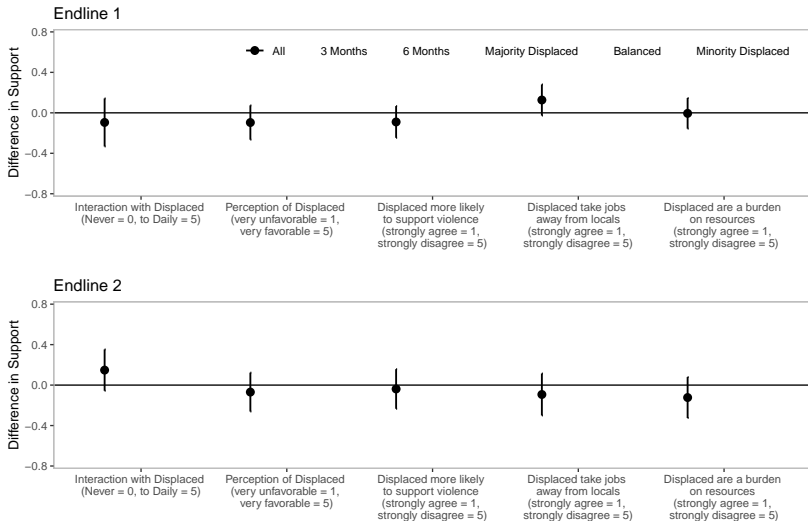 Endline 1
0.8
0.4
0.0
−0.4
−0.8
Difference in Support
All 3 Months 6 Months Majority Displaced Balanced Minority Displaced
Interaction with Displaced
(Never = 0, to Daily = 5)
Perception of Displaced
(very unfavorable = 1,
very favorable = 5)
Displaced more likely
to support violence
(strongly agree = 1,
strongly disagree = 5)
Displaced take jobs
away from locals
(strongly agree = 1,
strongly disagree = 5)
Displaced are a burden
on resources
(strongly agree = 1,
strongly disagree = 5)
Endline 2
0.8
0.4
0.0
−0.4
−0.8
Difference in Support
Interaction with Displaced
(Never = 0, to Daily = 5)
Perception of Displaced
(very unfavorable = 1,
very favorable = 5)
Displaced more likely
to support violence
(strongly agree = 1,
strongly disagree = 5)
Displaced take jobs
away from locals
(strongly agree = 1,
strongly disagree = 5)
Displaced are a burden
on resources
(strongly agree = 1,
strongly disagree = 5)